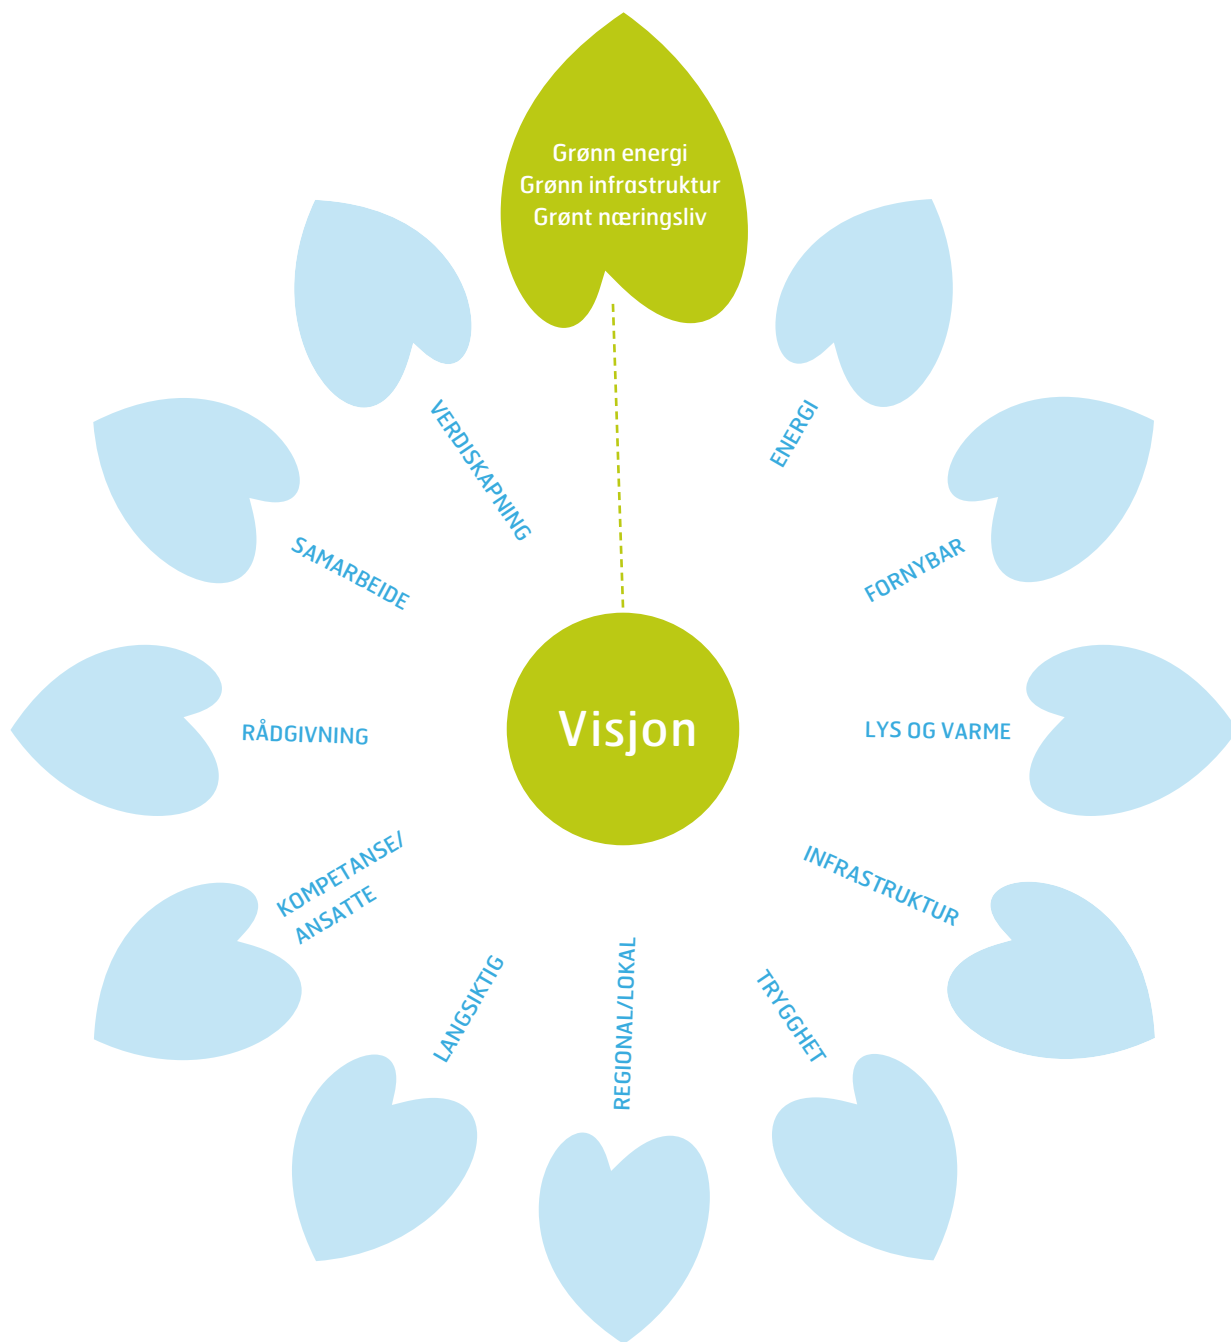 Grønn energi
Grønn infrastruktur
Grønt næringsliv
ENERGI
FORNYBAR
LYS OG VARME
INFRASTRUKTUR
TRYGGHET
REGIONAL/LOKAL
LANGSIKTIG
KOMPETANSE/
ANSATTE
RÅDGIVNING
SAMARBEIDE
VERDISKAPNING
Visjon